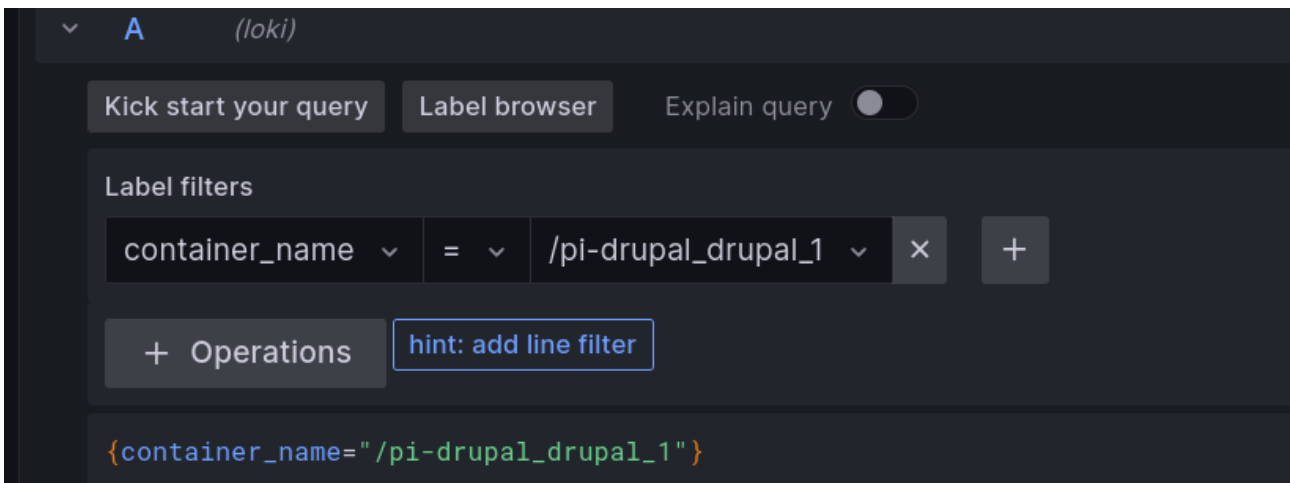 A (loki)
Kick start your query Label browser Explain query
Label filters
container_name = /pi-drupal_drupal_1 × +
+ Operations hint: add line filter
{container_name="/pi-drupal_drupal_1"}